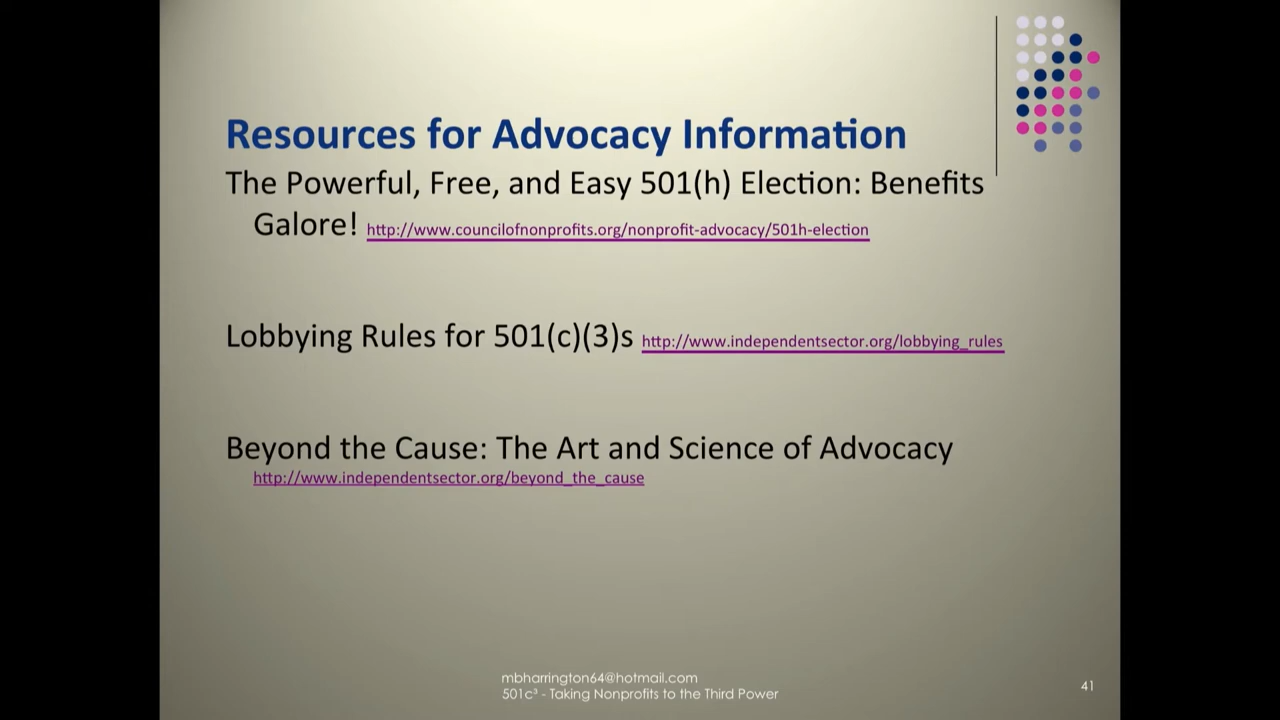 Resources for Advocacy Information
The Powerful, Free, and Easy 501(h) Election: Benefits
Galore! http://www.councilofnonprofits.org/nonprofit-advocacy/501h-election
Lobbying Rules for 501(c)(3)s http://www.independentsector.org/lobbying_rules
Beyond the Cause: The Art and Science of Advocacy
http://www.independentsector.org/beyond_the_cause
mbharrington64@hotmail.com
501c³ - Taking Nonprofits to the Third Power
41